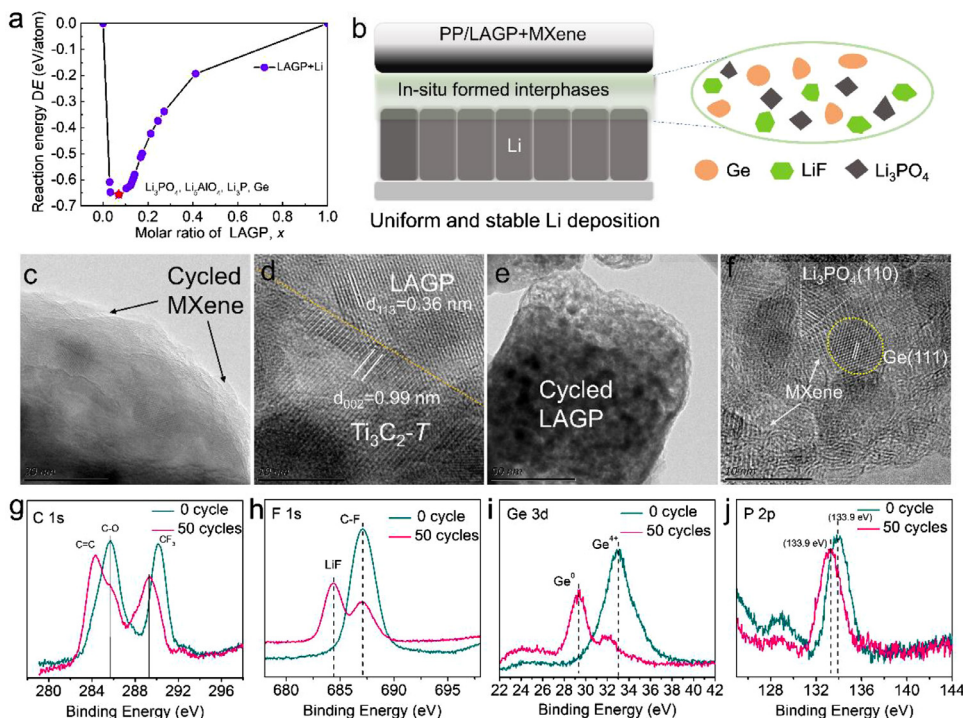 a
0.0
-0.1
-0.2
-0.3
-0.4
-0.5
-0.6
-0.7
Reaction energy DE (eV/atom)
LAGP+Li
Li₃PO₄, Li₅AlO₄, Li₃P, Ge
0.0 0.2 0.4 0.6 0.8 1.0
Molar ratio of LAGP, x
b
PP/LAGP+MXene
In-situ formed interphases
Li
Uniform and stable Li deposition
Ge LiF Li₃PO₄
c
Cycled
MXene
d
LAGP
d₁₁₃=0.36 nm
d₀₀₂=0.99 nm
Ti₃C₂-T
e
Cycled
LAGP
f
Li₃PO₄(110)
Ge(111)
MXene
g C 1s
0 cycle
50 cycles
C-O
C=C
CF₃
280 284 288 292 296
Binding Energy (eV)
h F 1s
0 cycle
50 cycles
C-F
LiF
680 685 690 695
Binding Energy (eV)
i Ge 3d
0 cycle
50 cycles
Ge⁴⁺
Ge⁰
22 24 26 28 30 32 34 36 38 40 42
Binding Energy (eV)
j P 2p
(133.9 eV)
0 cycle
50 cycles
(133.9 eV)
128 132 136 140 144
Binding Energy (eV)